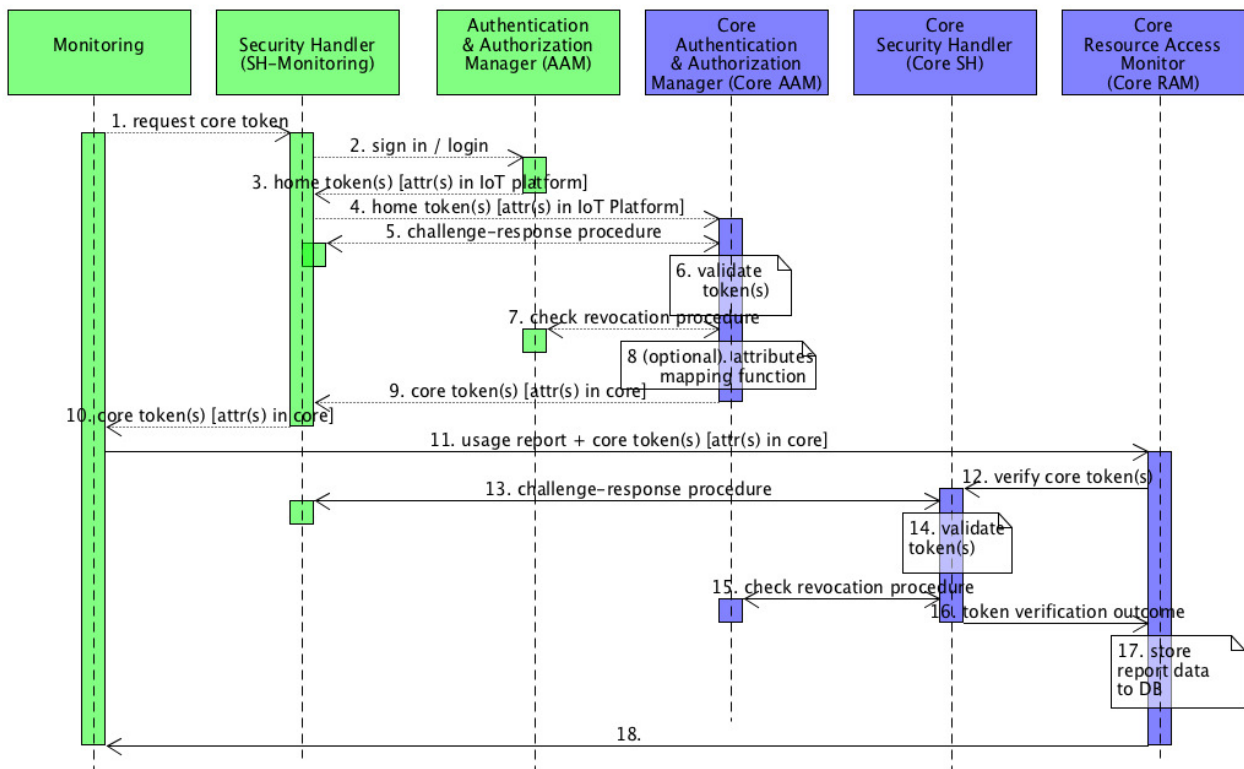 Monitoring
Security Handler
(SH-Monitoring)
Authentication
& Authorization
Manager (AAM)
Core
Authentication
& Authorization
Manager (Core AAM)
Core
Security Handler
(Core SH)
Core
Resource Access
Monitor
(Core RAM)
1. request core token
2. sign in / login
3. home token(s) [attr(s) in IoT platform]
4. home token(s) [attr(s) in IoT Platform]
5. challenge-response procedure
6. validate
token(s)
7. check revocation procedure
8 (optional). attributes
mapping function
9. core token(s) [attr(s) in core]
10. core token(s) [attr(s) in core]
11. usage report + core token(s) [attr(s) in core]
12. verify core token(s)
13. challenge-response procedure
14. validate
token(s)
15. check revocation procedure
16. token verification outcome
17. store
report data
to DB
18.